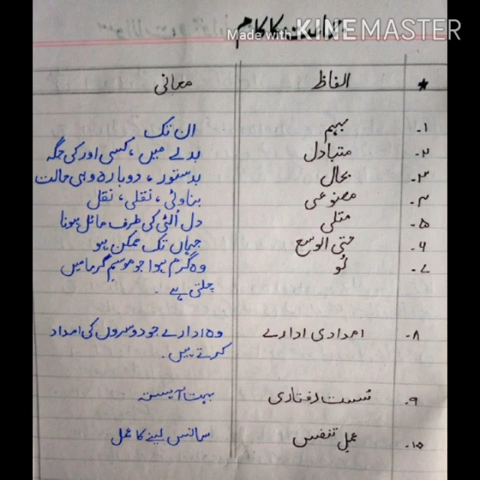 Made with KINEMASTER
* الفاظ معانی
۱۔ بہم ان تک
۲۔ متبادل بدلے میں، کسی اور کی جگہ
۳۔ بحال بدستور، دوبارہ وہی حالت
۴۔ مصنوعی بناوٹی، نقلی، نقل
۵۔ متلی دل اُلٹی کی طرف مائل ہونا
۶۔ حتی الوسع جہاں تک ممکن ہو
۷۔ لُو وہ گرم ہوا جو موسم گرما میں
چلتی ہے۔
۸۔ امدادی ادارے وہ ادارے جو دوسروں کی امداد
کرتے ہیں۔
۹۔ سُست رفتاری بہت آہستہ
۱۰۔ عمل تنفس سانس لینے کا عمل